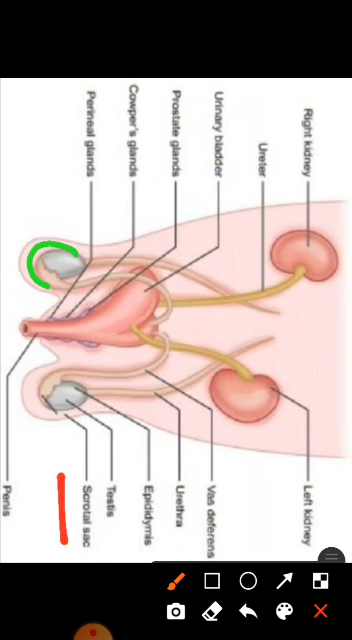 Right kidney
Ureter
Urinary bladder
Prostate glands
Cowper's glands
Perineal glands
Left kidney
Vas deferens
Urethra
Epididymis
Testis
Scrotal sac
Penis